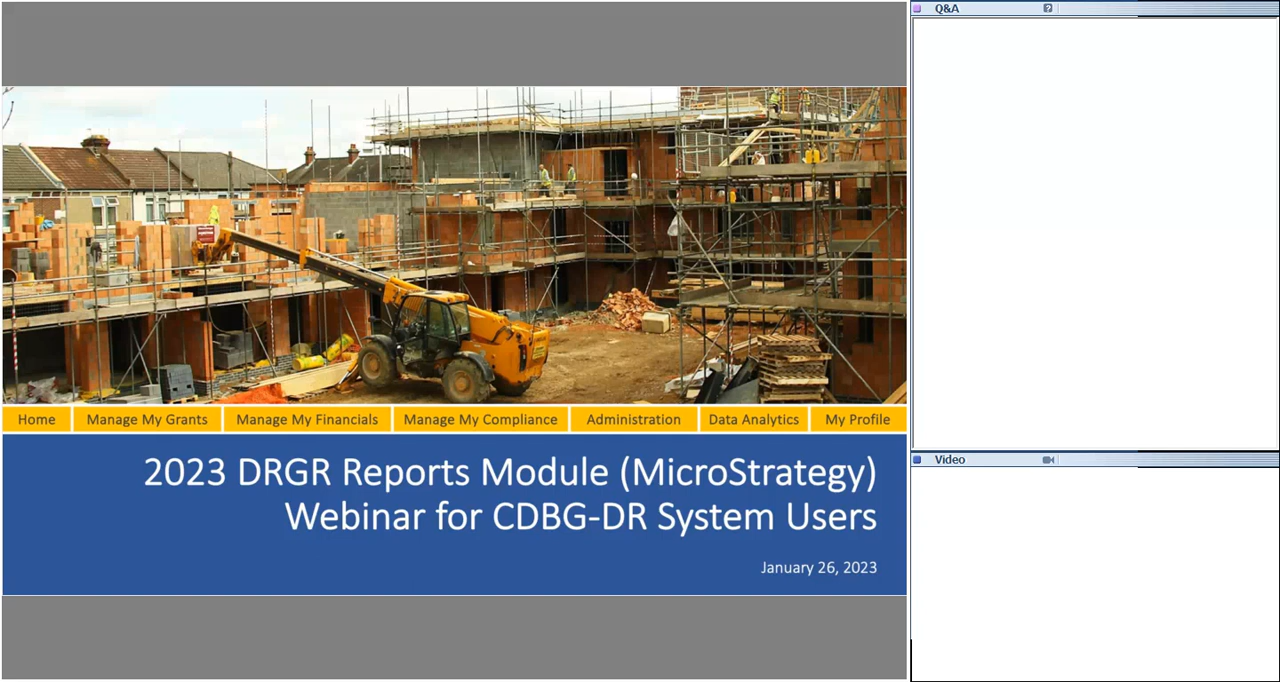 Q&A
Video
Home
Manage My Grants
Manage My Financials
Manage My Compliance
Administration
Data Analytics
My Profile
2023 DRGR Reports Module (MicroStrategy)
Webinar for CDBG-DR System Users
January 26, 2023